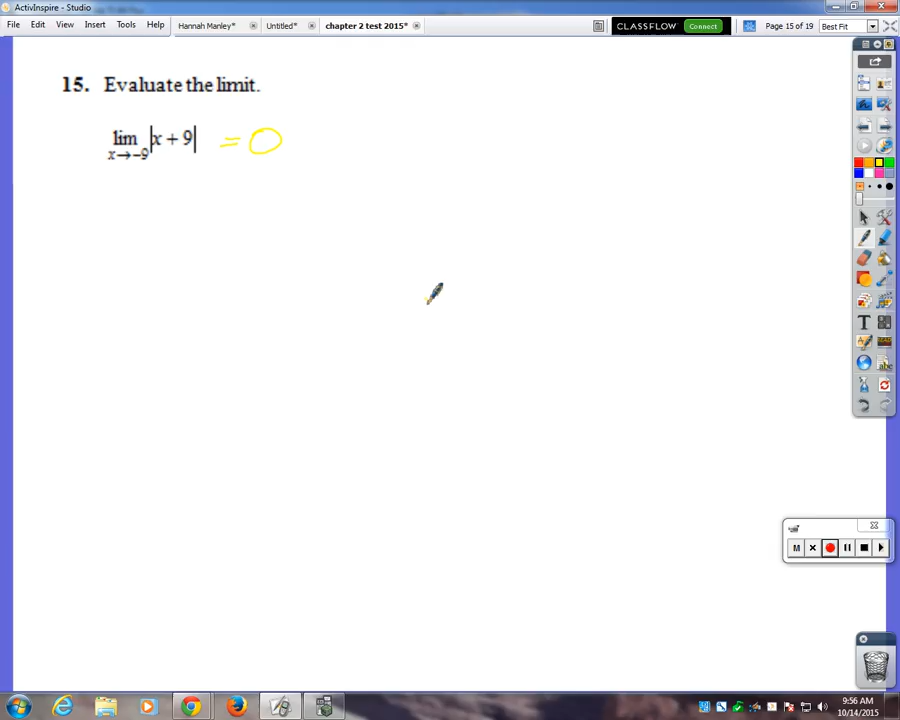 ActivInspire - Studio
File Edit View Insert Tools Help
Hannah Manley* Untitled* chapter 2 test 2015*
CLASSFLOW Connect
Page 15 of 19 Best Fit
15. Evaluate the limit.
lim |x + 9| = 0
x→-9
M
9:56 AM
10/14/2015